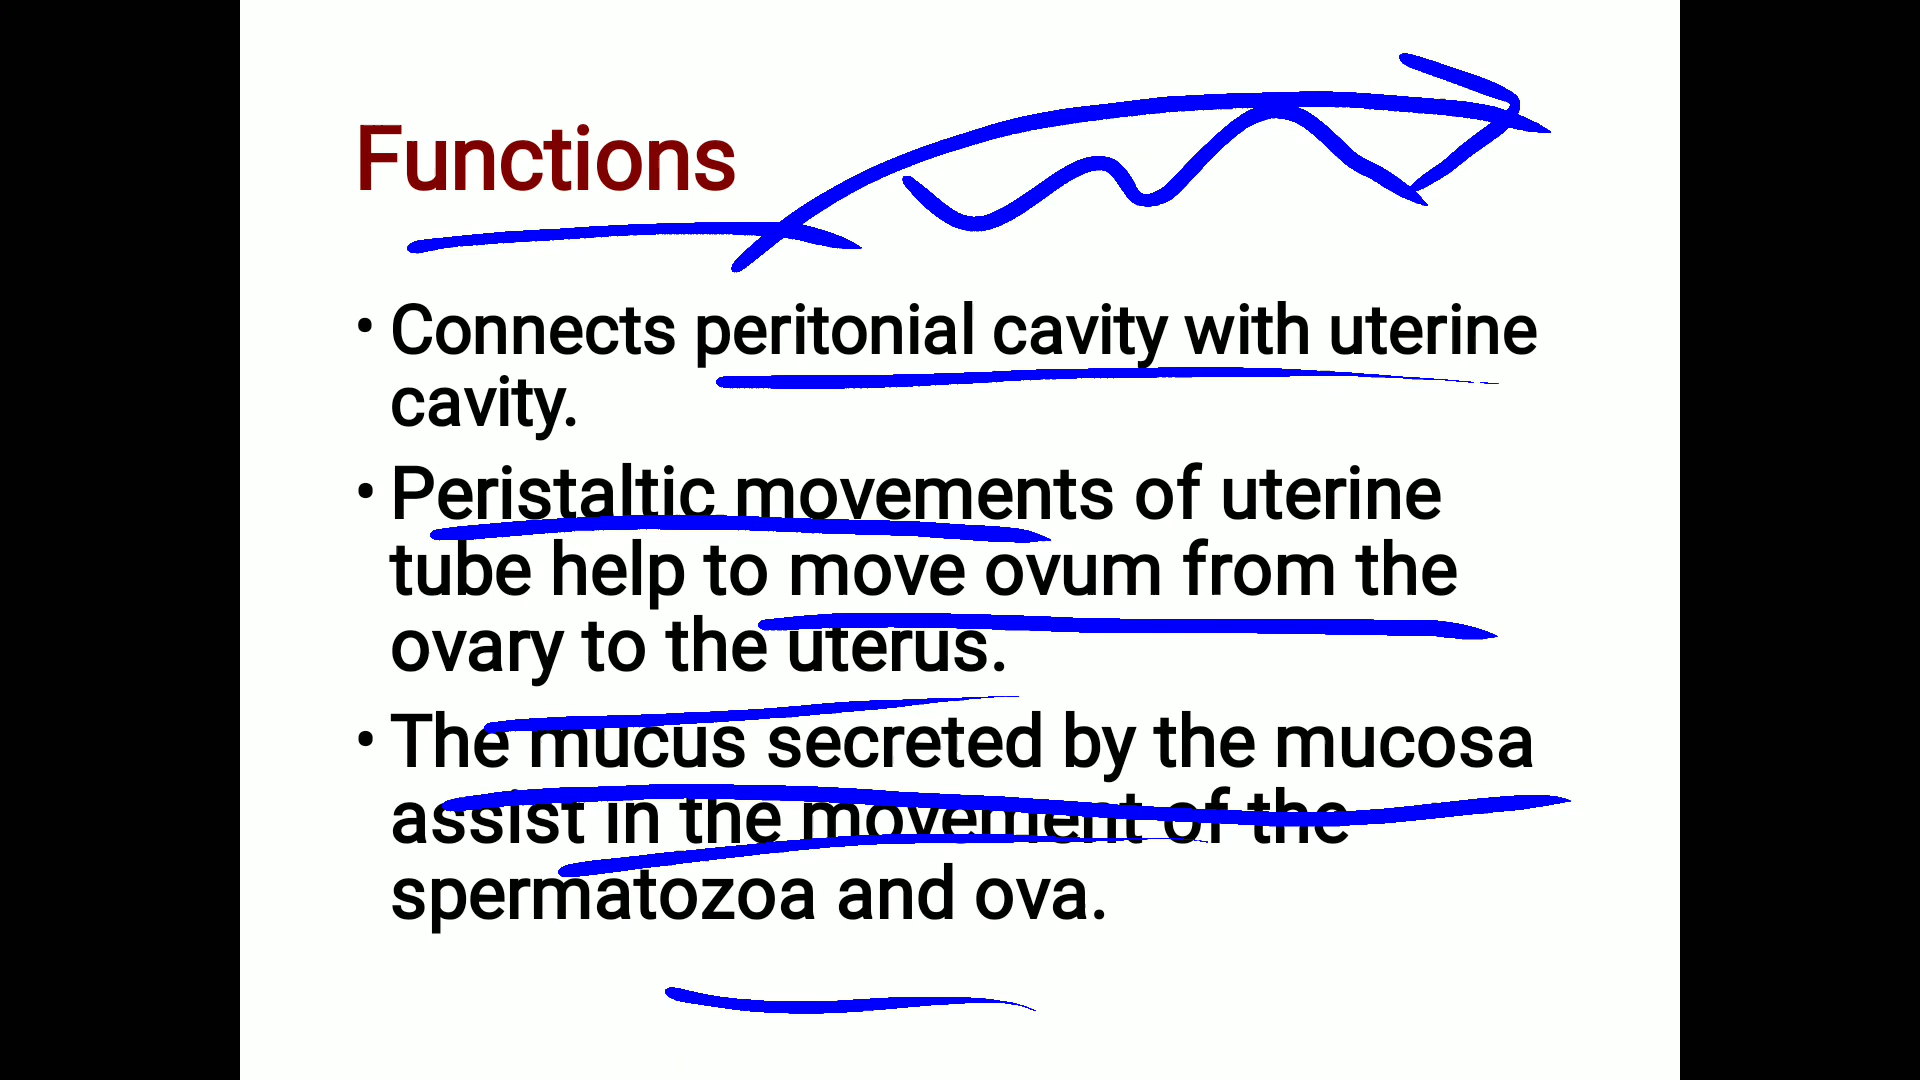 Functions
• Connects peritonial cavity with uterine
cavity.
• Peristaltic movements of uterine
tube help to move ovum from the
ovary to the uterus.
• The mucus secreted by the mucosa
assist in the movement of the
spermatozoa and ova.